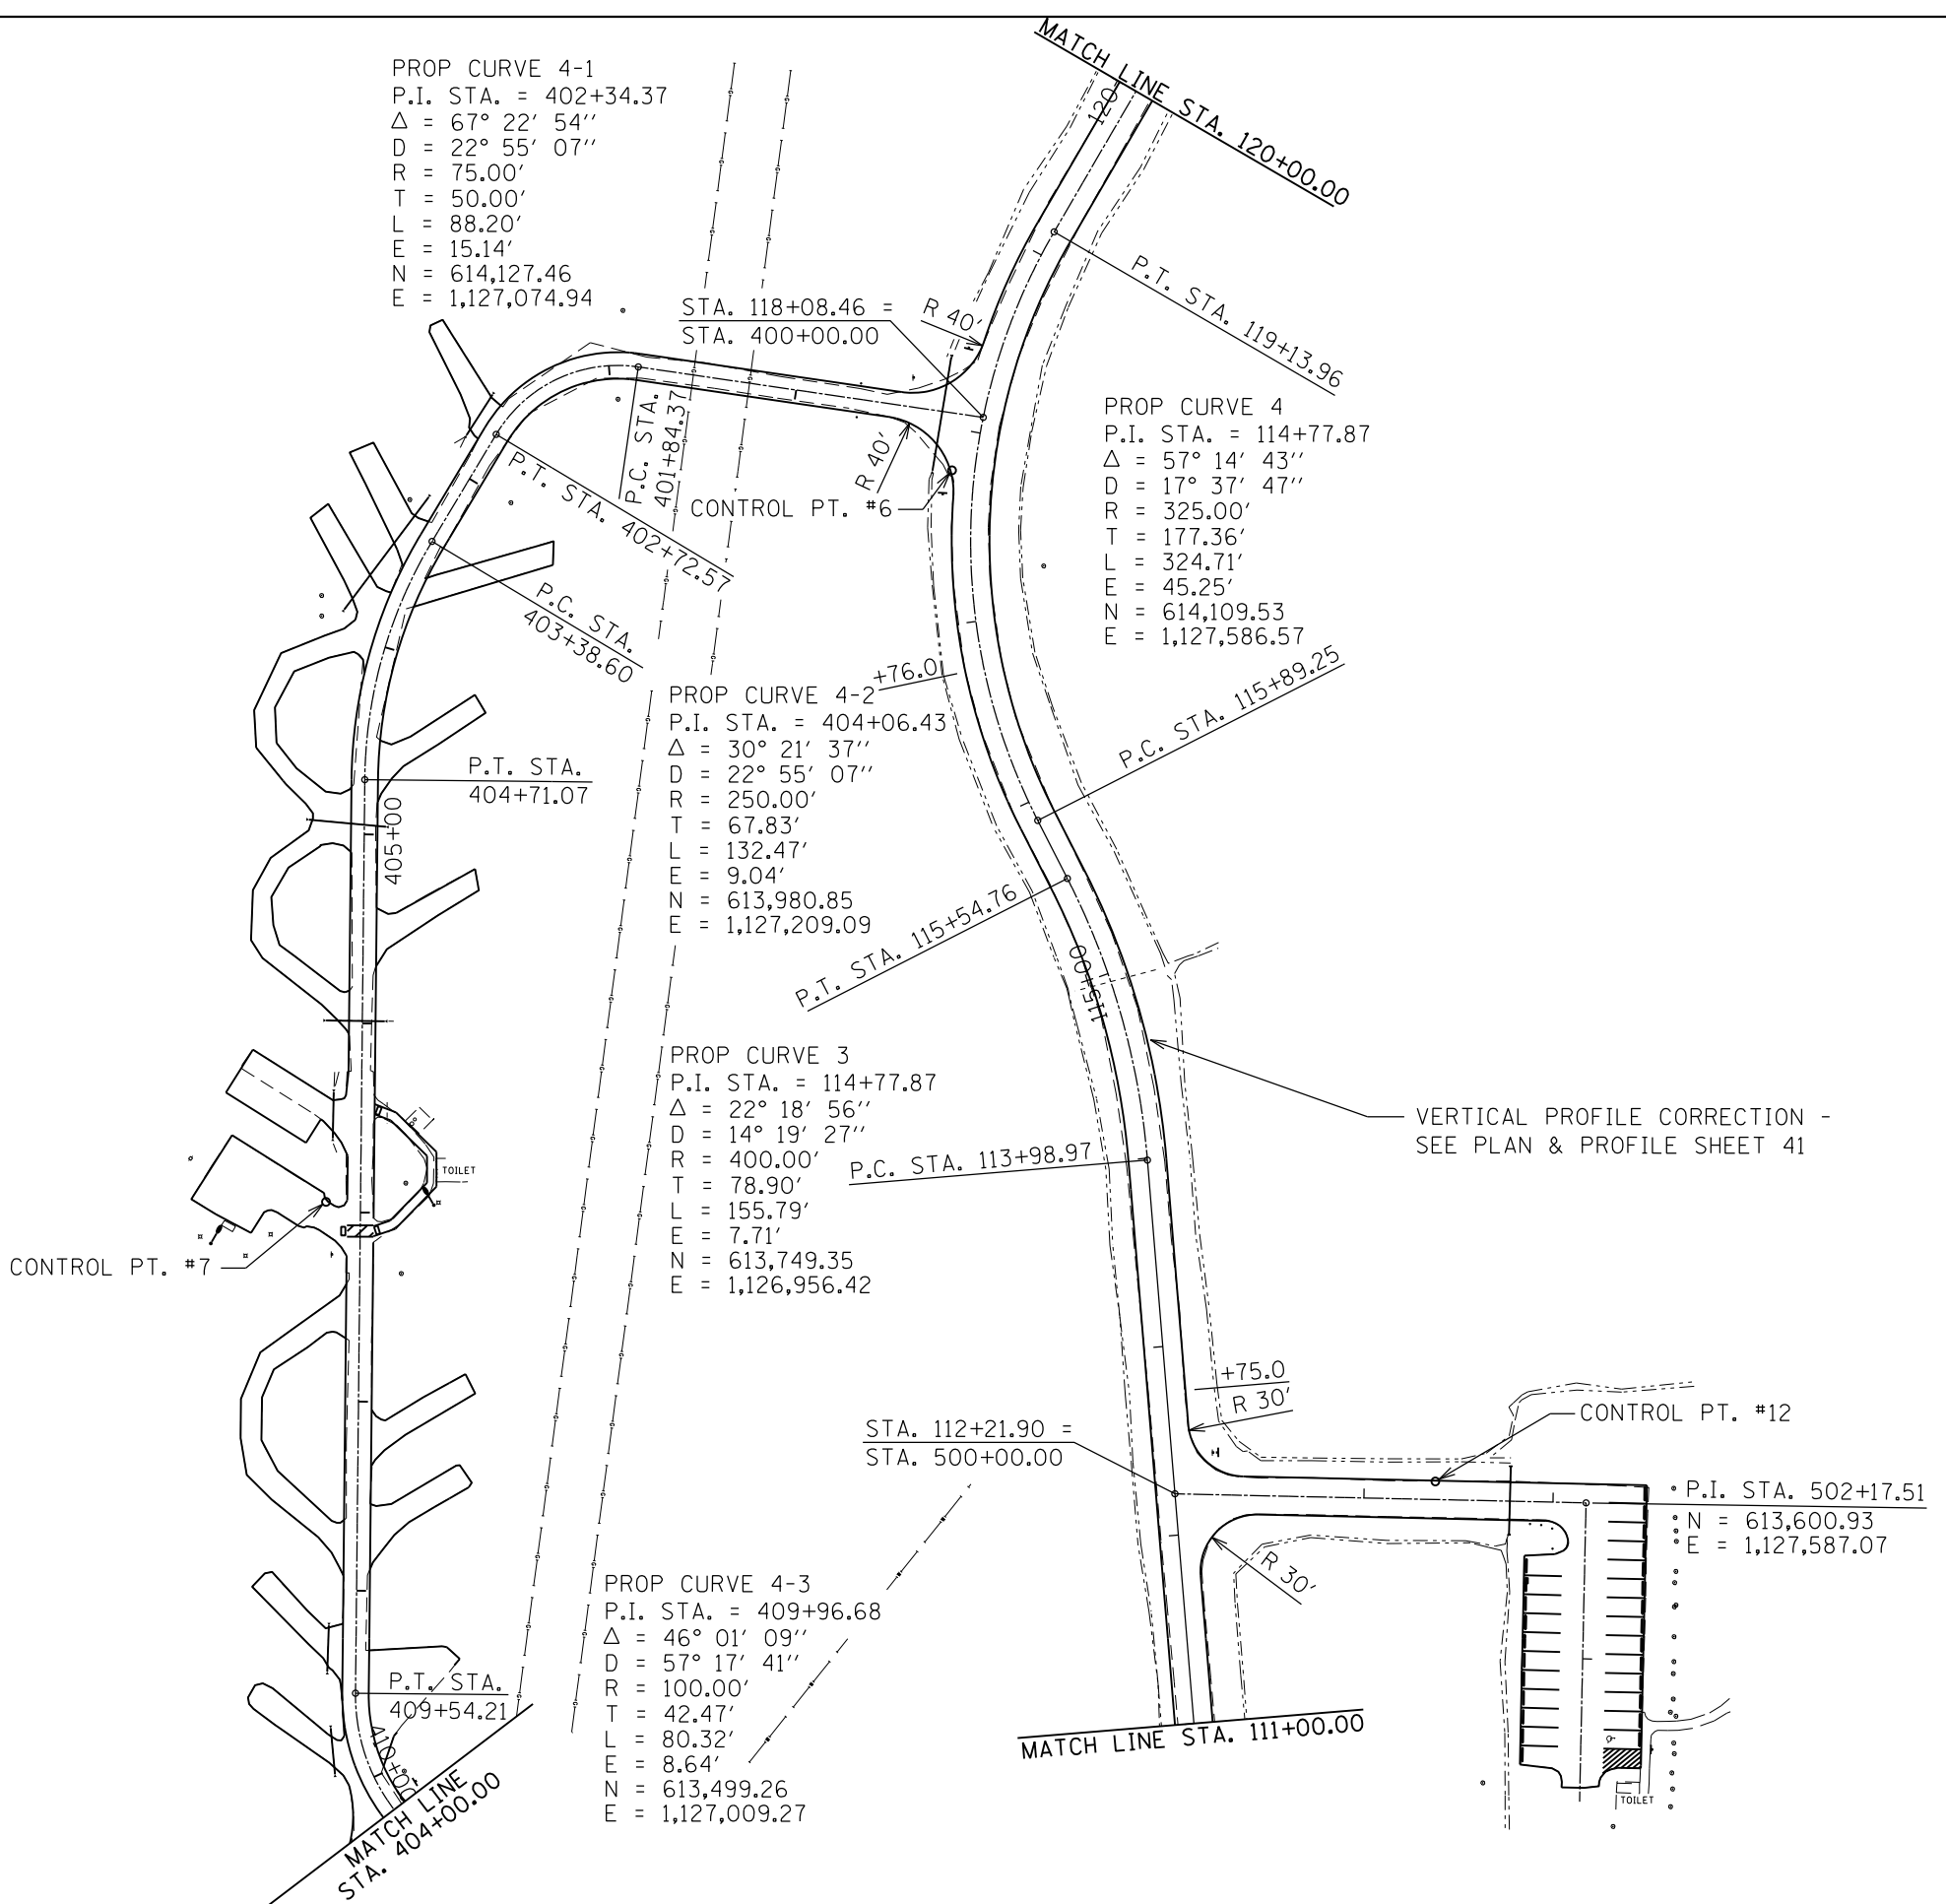 MATCH LINE STA. 120+00.00
120
PROP CURVE 4-1
P.I. STA. = 402+34.37
Δ = 67° 22' 54''
D = 22° 55' 07''
R = 75.00'
T = 50.00'
L = 88.20'
E = 15.14'
N = 614,127.46
E = 1,127,074.94
STA. 118+08.46 =
STA. 400+00.00
R 40'
P.T. STA. 119+13.96
PROP CURVE 4
P.I. STA. = 114+77.87
Δ = 57° 14' 43''
D = 17° 37' 47''
R = 325.00'
T = 177.36'
L = 324.71'
E = 45.25'
N = 614,109.53
E = 1,127,586.57
P.C. STA.
401+84.37
R 40'
P.T. STA. 402+72.57
CONTROL PT. #6
P.C. STA.
403+38.60
+76.0
PROP CURVE 4-2
P.I. STA. = 404+06.43
Δ = 30° 21' 37''
D = 22° 55' 07''
R = 250.00'
T = 67.83'
L = 132.47'
E = 9.04'
N = 613,980.85
E = 1,127,209.09
P.C. STA. 115+89.25
P.T. STA.
404+71.07
405+00
P.T. STA. 115+54.76
115+00
PROP CURVE 3
P.I. STA. = 114+77.87
Δ = 22° 18' 56''
D = 14° 19' 27''
R = 400.00'
T = 78.90'
L = 155.79'
E = 7.71'
N = 613,749.35
E = 1,126,956.42
P.C. STA. 113+98.97
VERTICAL PROFILE CORRECTION -
SEE PLAN & PROFILE SHEET 41
TOILET
CONTROL PT. #7
+75.0
R 30'
CONTROL PT. #12
STA. 112+21.90 =
STA. 500+00.00
P.I. STA. 502+17.51
N = 613,600.93
E = 1,127,587.07
R 30'
PROP CURVE 4-3
P.I. STA. = 409+96.68
Δ = 46° 01' 09''
D = 57° 17' 41''
R = 100.00'
T = 42.47'
L = 80.32'
E = 8.64'
N = 613,499.26
E = 1,127,009.27
P.T. STA.
409+54.21
410+00
MATCH LINE STA. 111+00.00
MATCH LINE
STA. 404+00.00
TOILET